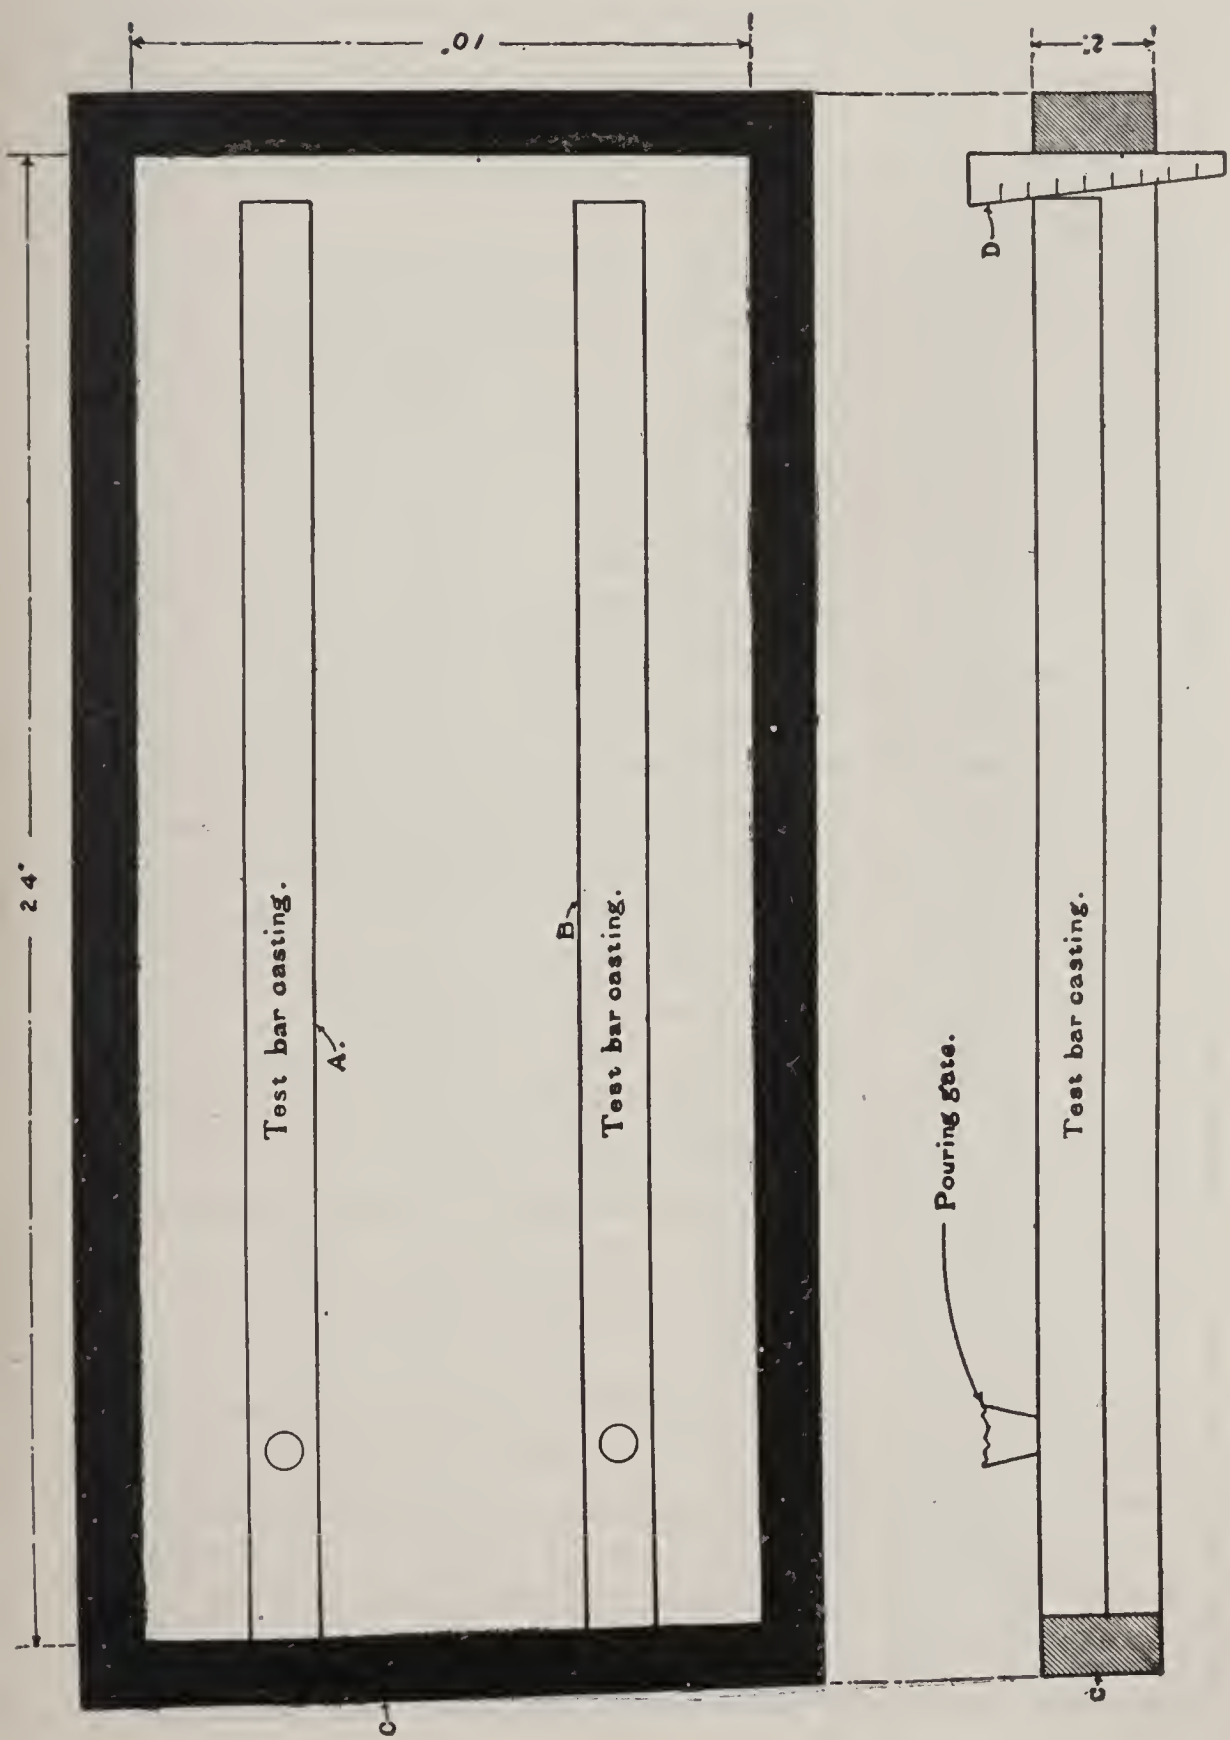 24"
10"
2"
Test bar casting.
A.
B
Test bar casting.
C
D
Pouring gate.
Test bar casting.
C